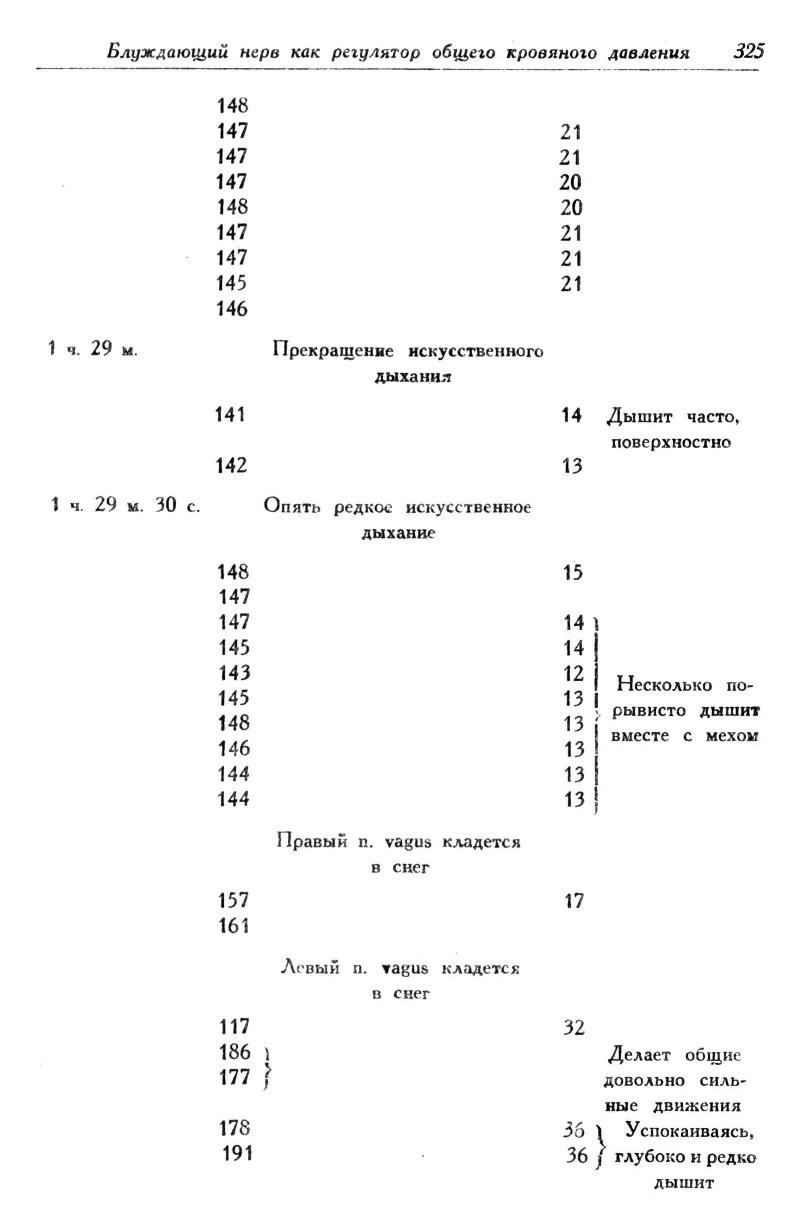 Блуждающий нерв как регулятор общего кровяного давления 325
148
147 21
147 21
147 20
148 20
147 21
147 21
145 21
146
1 ч. 29 м. Прекращение искусственного
дыхания
141 14 Дышит часто,
поверхностно
142 13
1 ч. 29 м. 30 с. Опять редкое искусственное
дыхание
148 15
147
147 14
145 14
143 12
Несколько по-
145 13
рывисто дышит
148 13
вместе с мехом
146 13
144 13
144 13
Правый n. vagus кладется
в снег
157 17
161
Левый n. vagus кладется
в снег
117 32
186 Делает общие
177 довольно силь-
ные движения
178 36 Успокаиваясь,
191 36 глубоко и редко
дышит